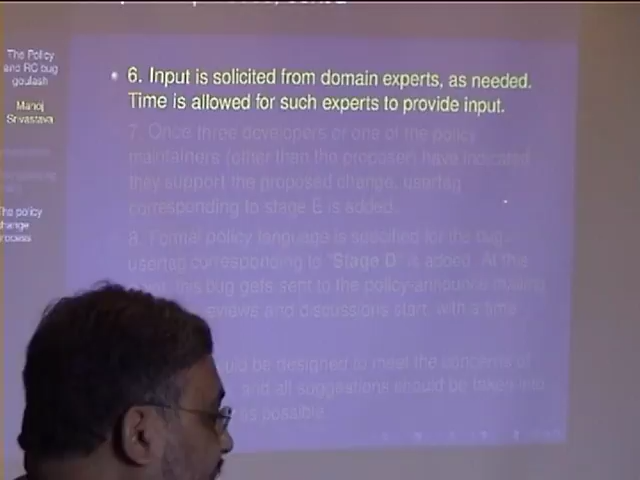 The Policy
and RC bug
goulash
Manoj
Srivastava
The policy
change
process
6. Input is solicited from domain experts, as needed.
Time is allowed for such experts to provide input.
7. Once three developers or one of the policy
maintainers (other than the proposer) have indicated
they support the proposed change, usertag
corresponding to stage E is added.
8. Formal policy language is specified for the bug,
usertag corresponding to "Stage D" is added. At this
this bug gets sent to the policy-announce mailing
reviews and discussions start, with a time
uld be designed to meet the concerns of
and all suggestions should be taken into
as possible.